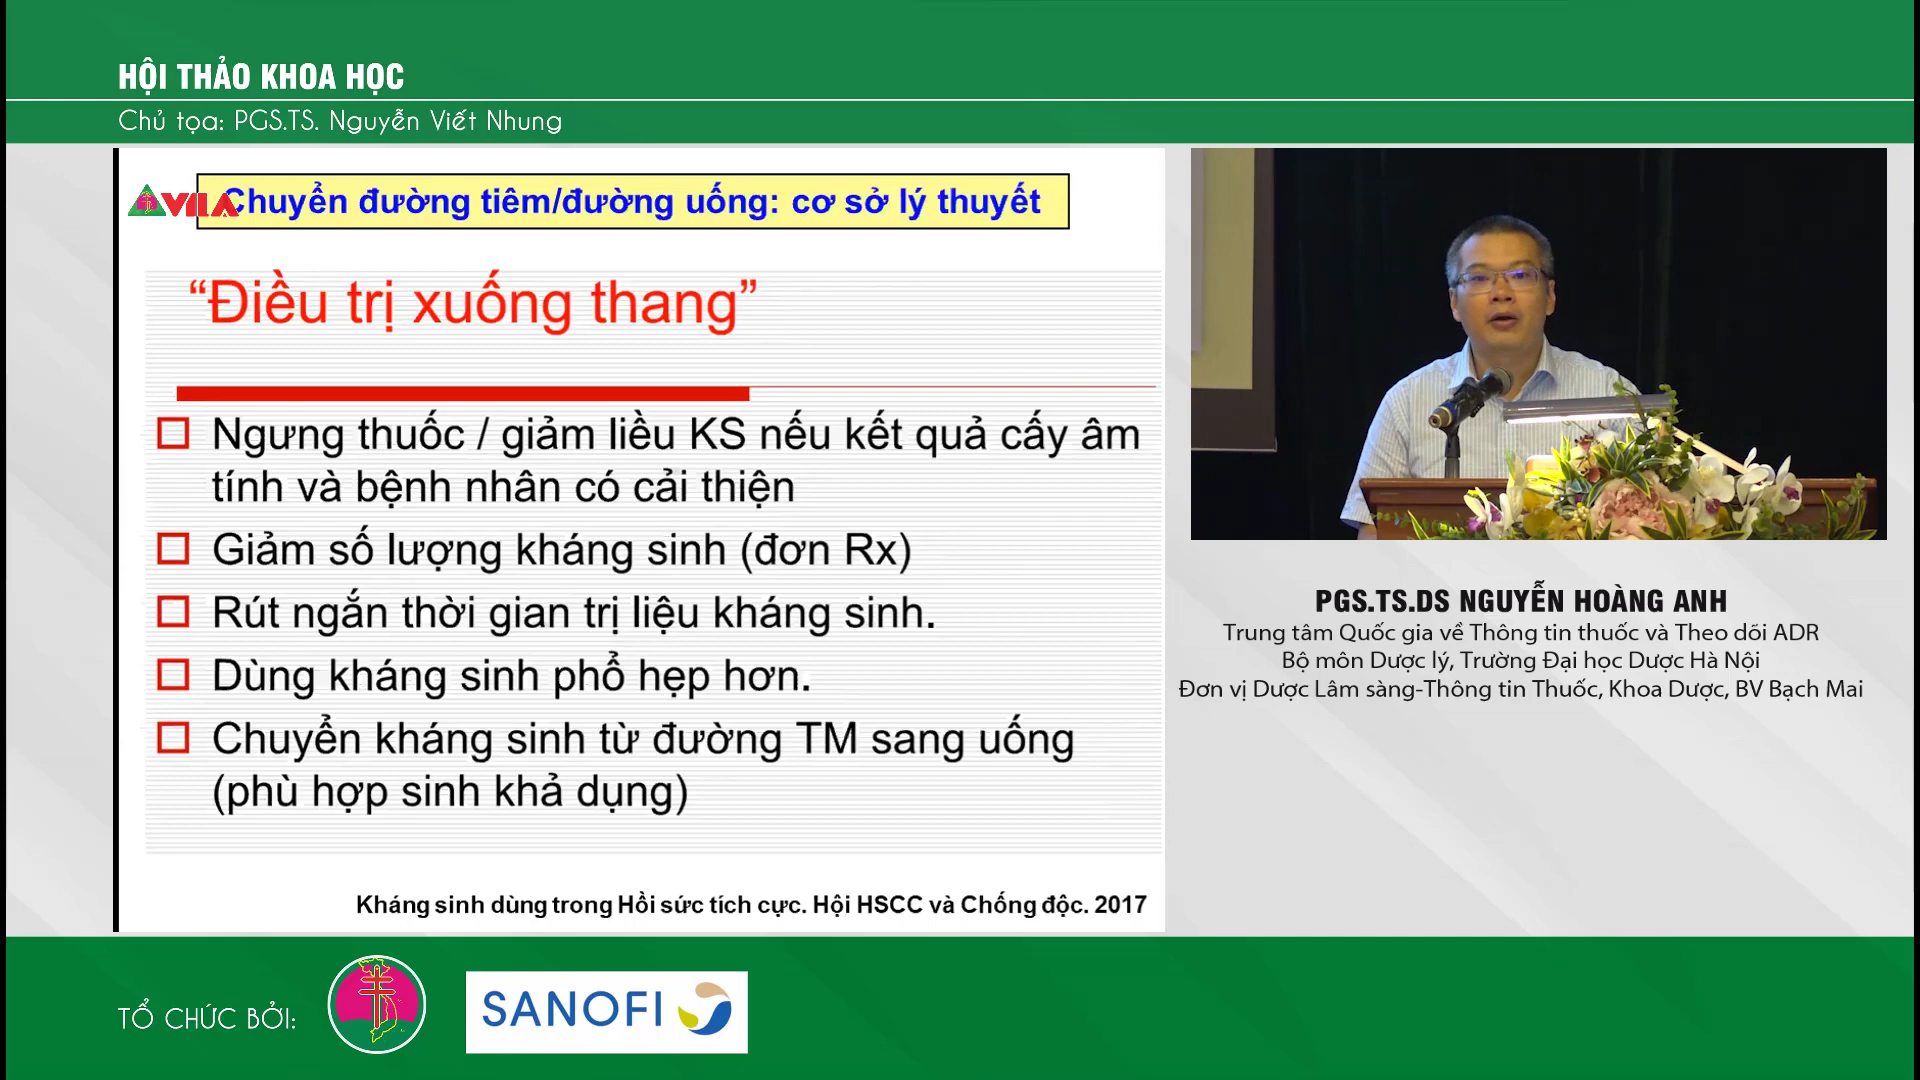 HỘI THẢO KHOA HỌC
Chủ tọa: PGS.TS. Nguyễn Viết Nhung
VILA
Chuyển đường tiêm/đường uống: cơ sở lý thuyết
“Điều trị xuống thang”
Ngưng thuốc / giảm liều KS nếu kết quả cấy âm
tính và bệnh nhân có cải thiện
Giảm số lượng kháng sinh (đơn Rx)
Rút ngắn thời gian trị liệu kháng sinh.
Dùng kháng sinh phổ hẹp hơn.
Chuyển kháng sinh từ đường TM sang uống
(phù hợp sinh khả dụng)
Kháng sinh dùng trong Hồi sức tích cực. Hội HSCC và Chống độc. 2017
PGS.TS.DS NGUYỄN HOÀNG ANH
Trung tâm Quốc gia về Thông tin thuốc và Theo dõi ADR
Bộ môn Dược lý, Trường Đại học Dược Hà Nội
Đơn vị Dược Lâm sàng-Thông tin Thuốc, Khoa Dược, BV Bạch Mai
TỔ CHỨC BỞI:
SANOFI